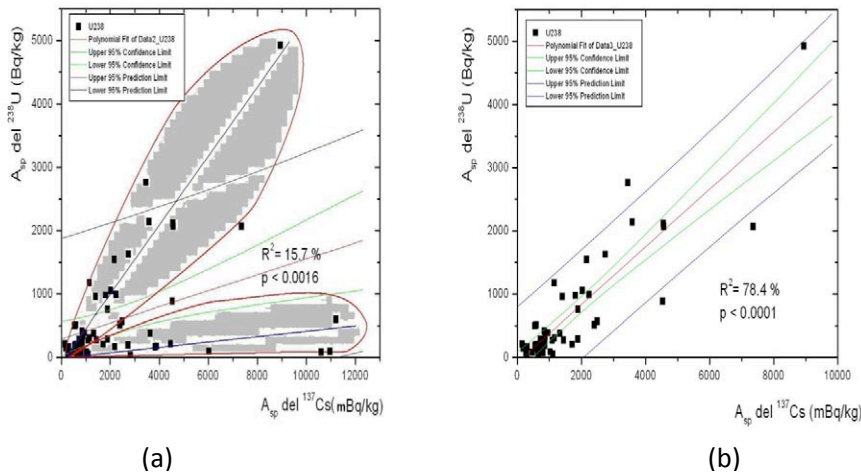 U238
Polynomial Fit of Data2_U238
Upper 95% Confidence Limit
Lower 95% Confidence Limit
Upper 95% Prediction Limit
Lower 95% Prediction Limit
A_sp del ²³⁸U (Bq/kg)
5000
4000
3000
2000
1000
0
R²= 15.7 %
p < 0.0016
0 2000 4000 6000 8000 10000 12000
A_sp del ¹³⁷Cs(mBq/kg)
(a)
U238
Polynomial Fit of Data3_U238
Upper 95% Confidence Limit
Lower 95% Confidence Limit
Upper 95% Prediction Limit
Lower 95% Prediction Limit
A_sp del ²³⁸U (Bq/kg)
5000
4000
3000
2000
1000
0
R²= 78.4 %
p < 0.0001
0 2000 4000 6000 8000 10000
A_sp del ¹³⁷Cs (mBq/kg)
(b)